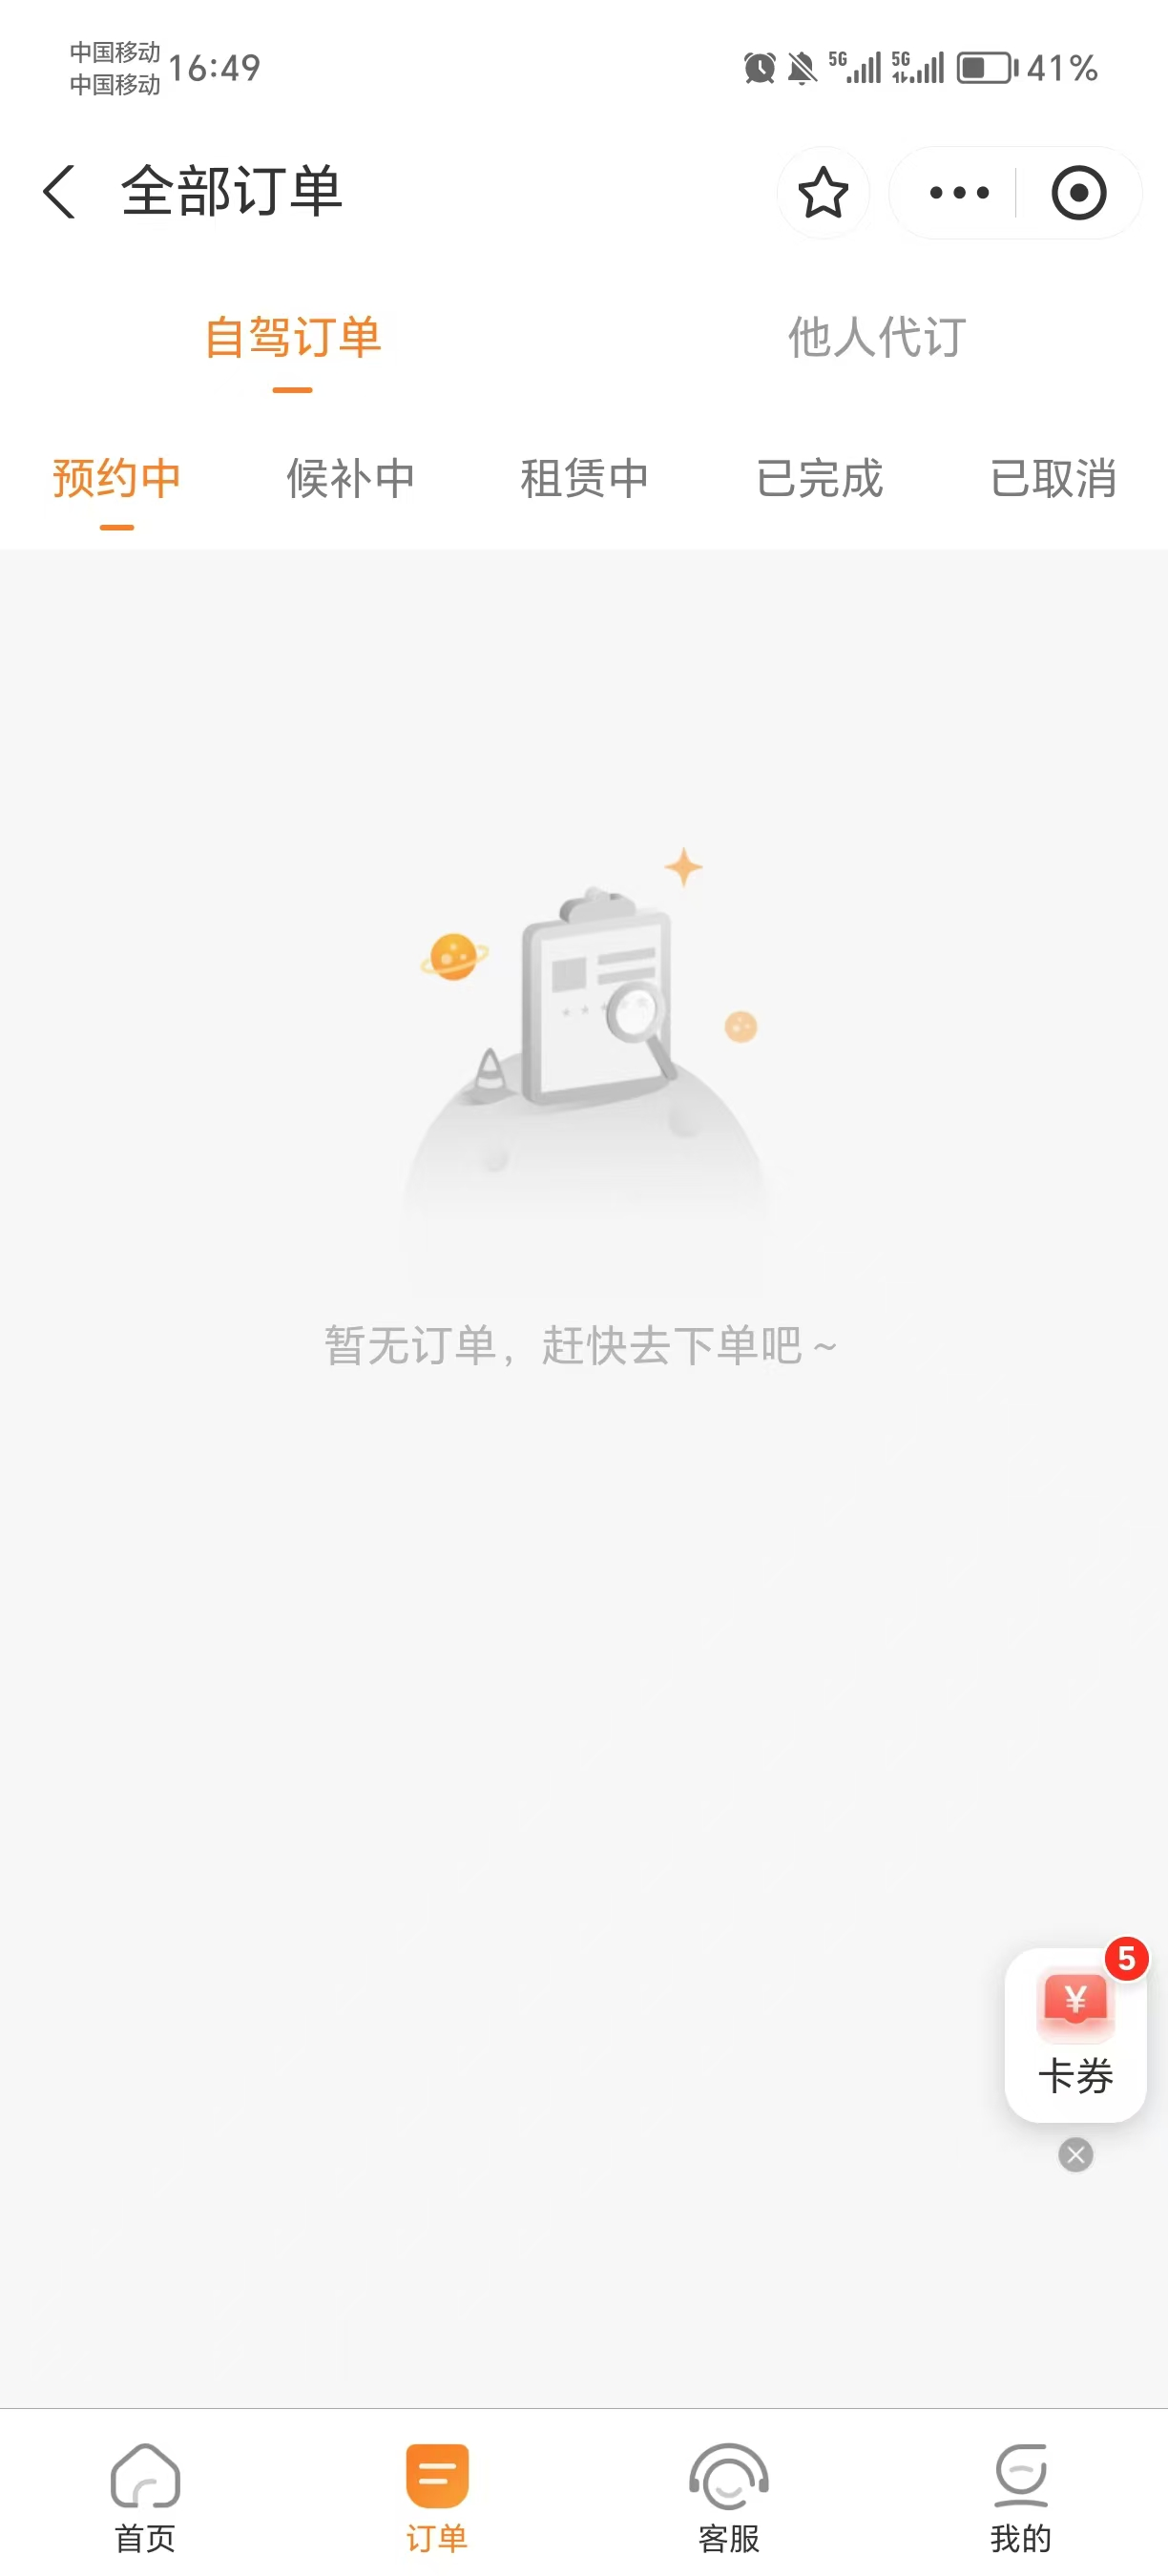 中国移动
中国移动
16:49
5G 5G 41%
全部订单
自驾订单 他人代订
预约中 候补中 租赁中 已完成 已取消
暂无订单，赶快去下单吧~
5
¥
卡券
首页 订单 客服 我的